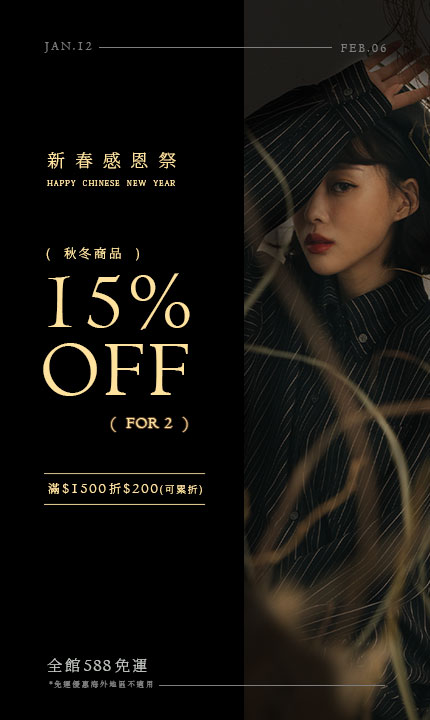 JAN.12 FEB.06
新春感恩祭
HAPPY CHINESE NEW YEAR
( 秋冬商品 )
15%
OFF
( FOR 2 )
滿$1500折$200(可累折)
全館588免運
*免運優惠海外地區不適用